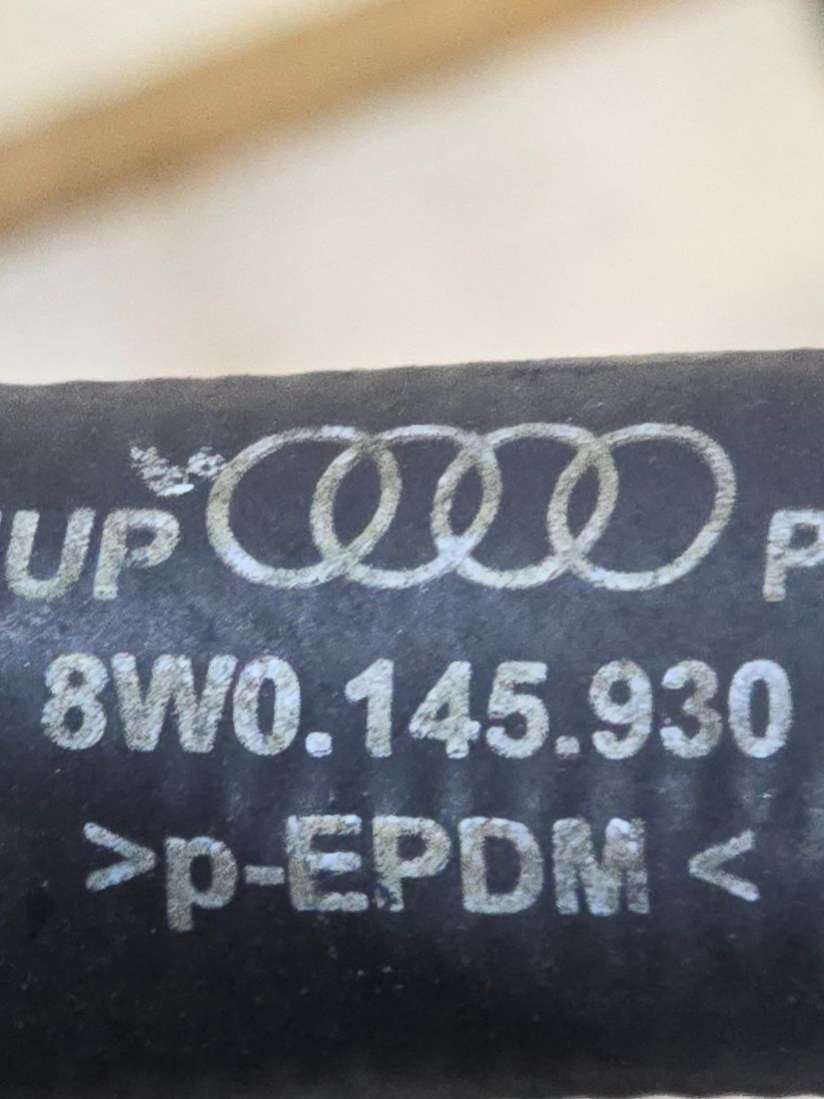 UP P
8W0.145.930
>p-EPDM<